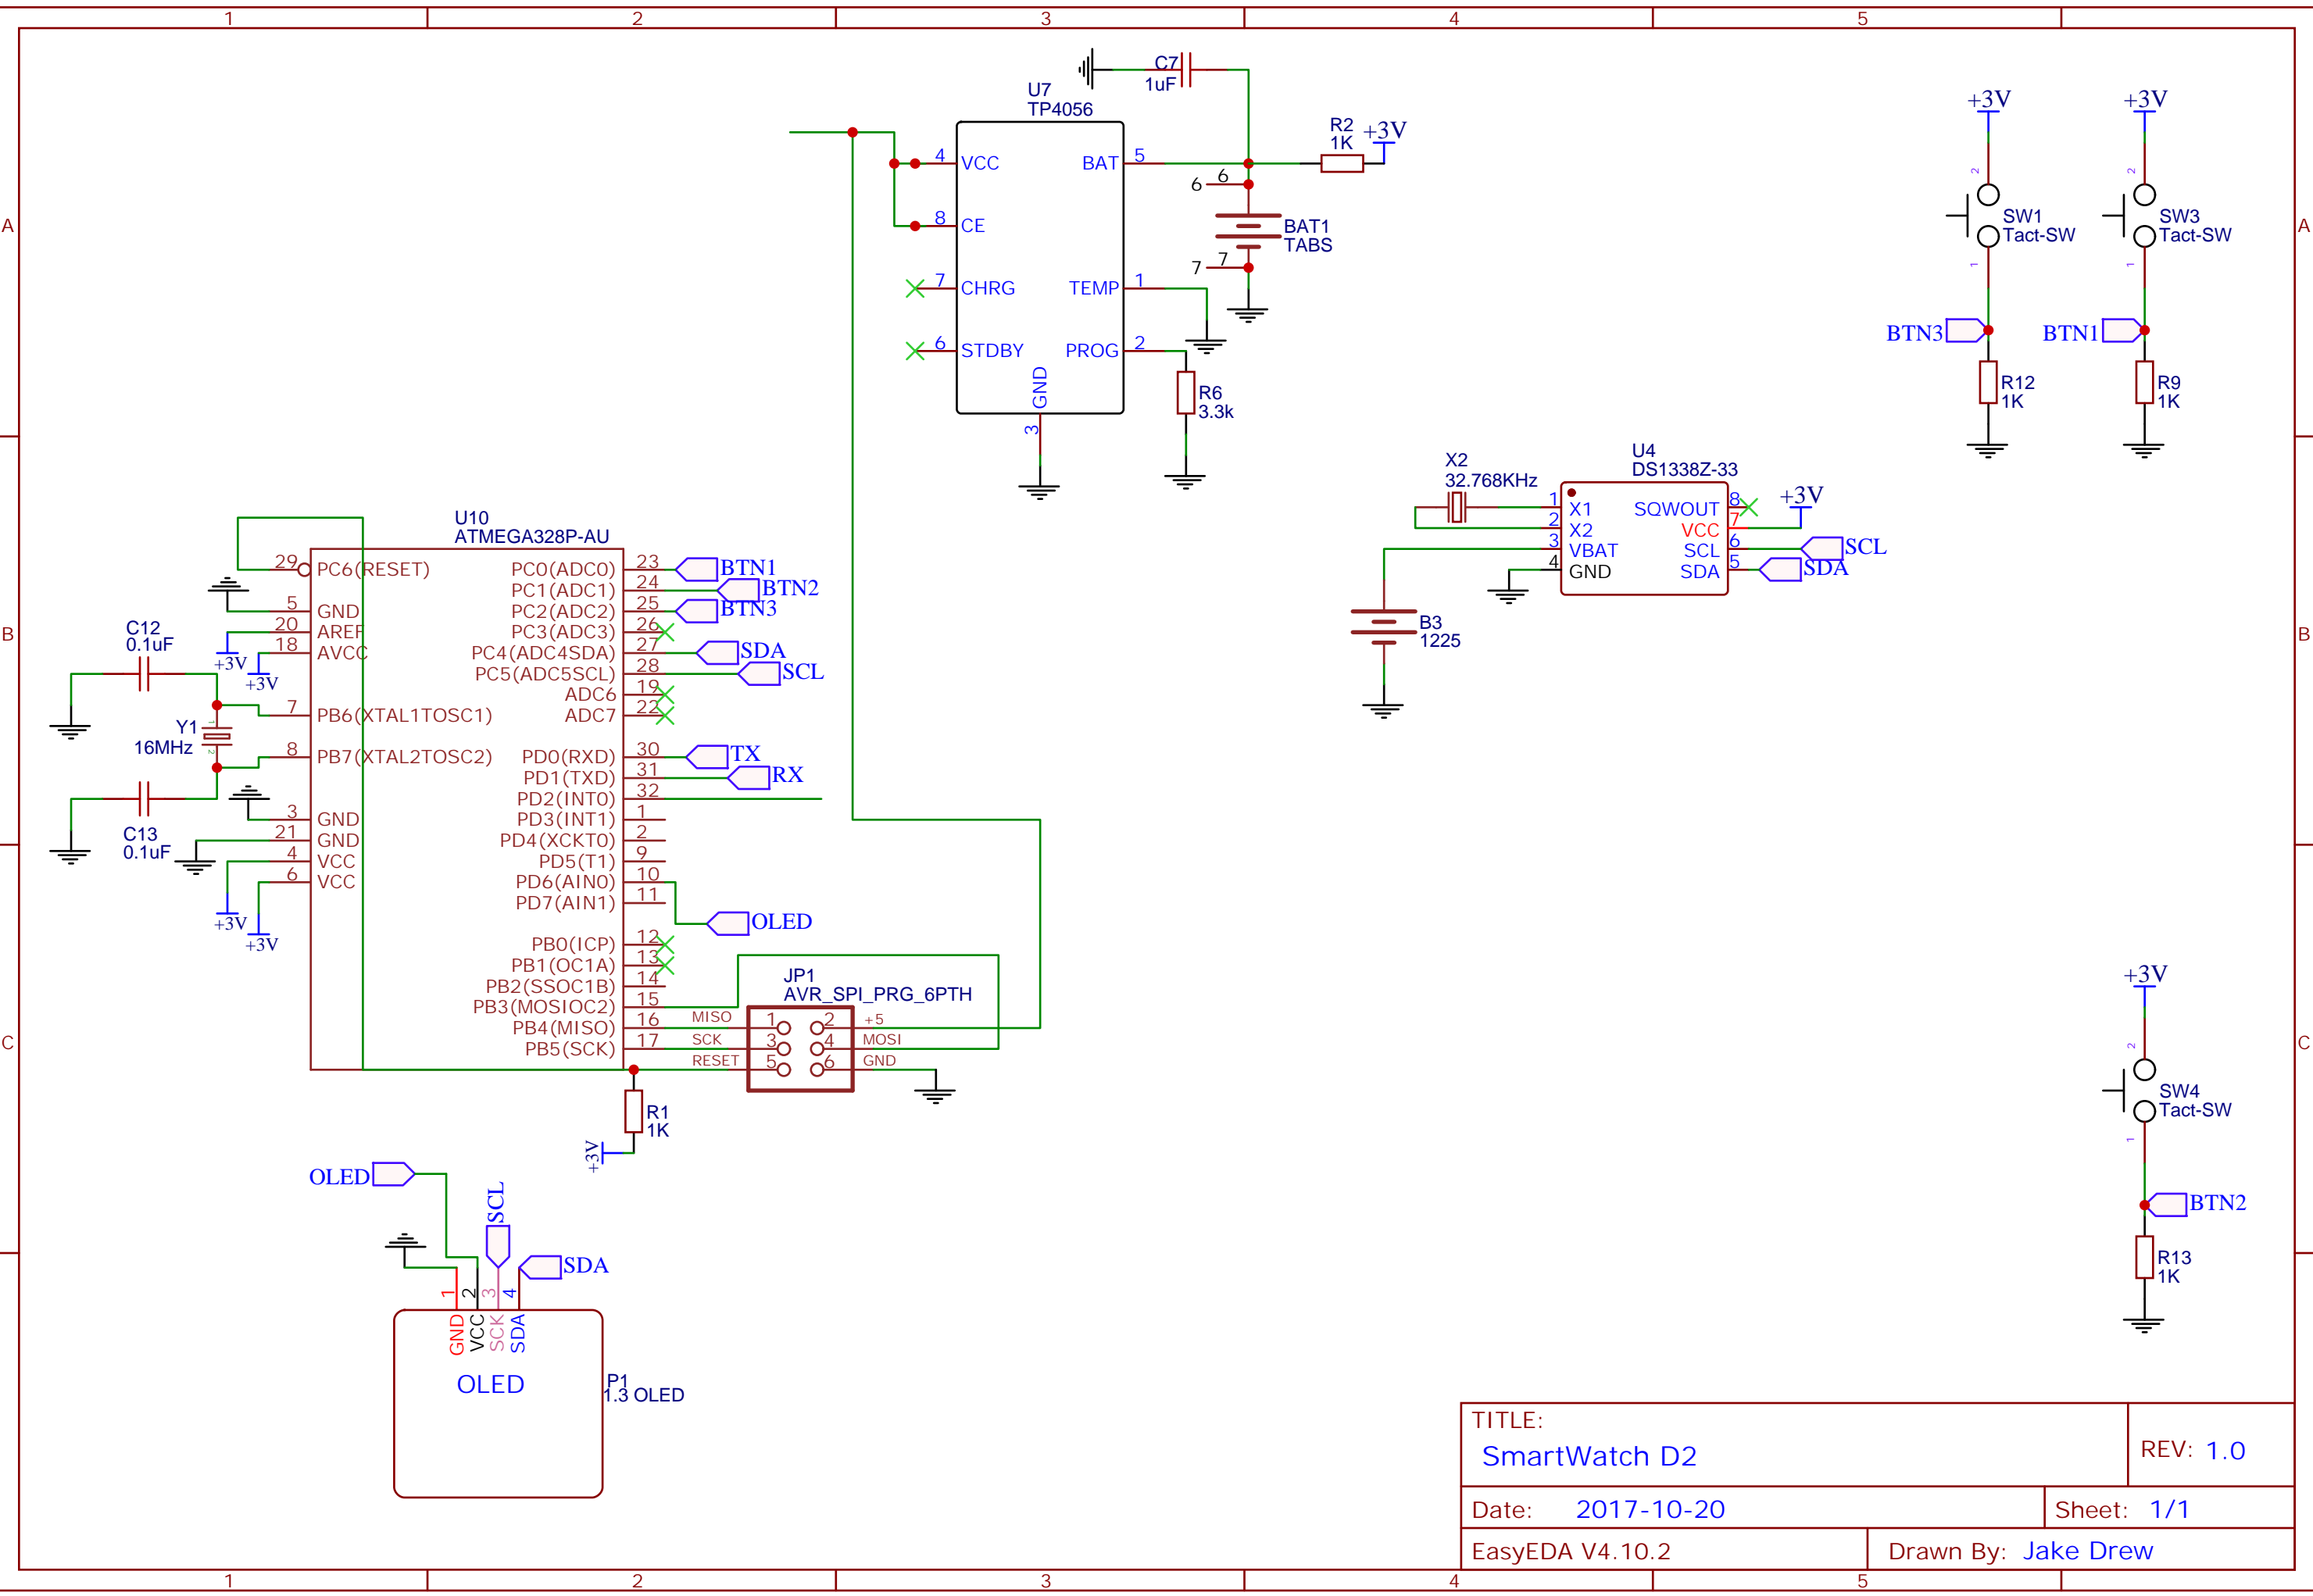 1 2 3 4 5
A
B
C
A
B
C
C7
1uF
U7
TP4056
4 VCC
8 CE
7 CHRG
6 STDBY
BAT 5
TEMP 1
PROG 2
GND
3
R2
1K
+3V
6 6
7 7
BAT1
TABS
R6
3.3k
+3V
2
SW1
Tact-SW
1
BTN3
R12
1K
+3V
2
SW3
Tact-SW
1
BTN1
R9
1K
X2
32.768KHz
U4
DS1338Z-33
1 X1
2 X2
3 VBAT
4 GND
SQWOUT 8
VCC 7
SCL 6
SDA 5
+3V
SCL
SDA
B3
1225
U10
ATMEGA328P-AU
29 PC6(RESET)
5 GND
20 AREF
18 AVCC
7 PB6(XTAL1TOSC1)
8 PB7(XTAL2TOSC2)
3 GND
21 GND
4 VCC
6 VCC
+3V
+3V
+3V
+3V
C12
0.1uF
Y1
16MHz
1
2
C13
0.1uF
PC0(ADC0) 23 BTN1
PC1(ADC1) 24 BTN2
PC2(ADC2) 25 BTN3
PC3(ADC3) 26
PC4(ADC4SDA) 27 SDA
PC5(ADC5SCL) 28 SCL
ADC6 19
ADC7 22
PD0(RXD) 30 TX
PD1(TXD) 31 RX
PD2(INT0) 32
PD3(INT1) 1
PD4(XCKT0) 2
PD5(T1) 9
PD6(AIN0) 10
PD7(AIN1) 11
OLED
PB0(ICP) 12
PB1(OC1A) 13
PB2(SSOC1B) 14
PB3(MOSIOC2) 15
PB4(MISO) 16
PB5(SCK) 17
JP1
AVR_SPI_PRG_6PTH
MISO 1 2 +5
SCK 3 4 MOSI
RESET 5 6 GND
R1
1K
+3V
OLED
SCL
SDA
1 2 3 4
GND VCC SCK SDA
OLED
P1
1.3 OLED
+3V
2
SW4
Tact-SW
1
BTN2
R13
1K
TITLE:
SmartWatch D2
REV: 1.0
Date: 2017-10-20
Sheet: 1/1
EasyEDA V4.10.2
Drawn By: Jake Drew
1 2 3 4 5